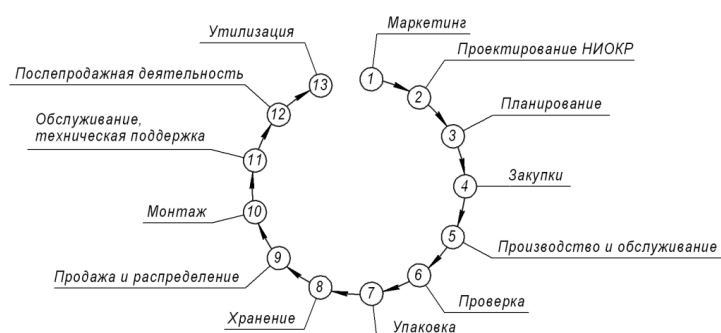 Маркетинг
1
Проектирование НИОКР
2
Планирование
3
Закупки
4
Производство и обслуживание
5
Проверка
6
Упаковка
7
Хранение
8
Продажа и распределение
9
Монтаж
10
Обслуживание,
техническая поддержка
11
Послепродажная деятельность
12
Утилизация
13